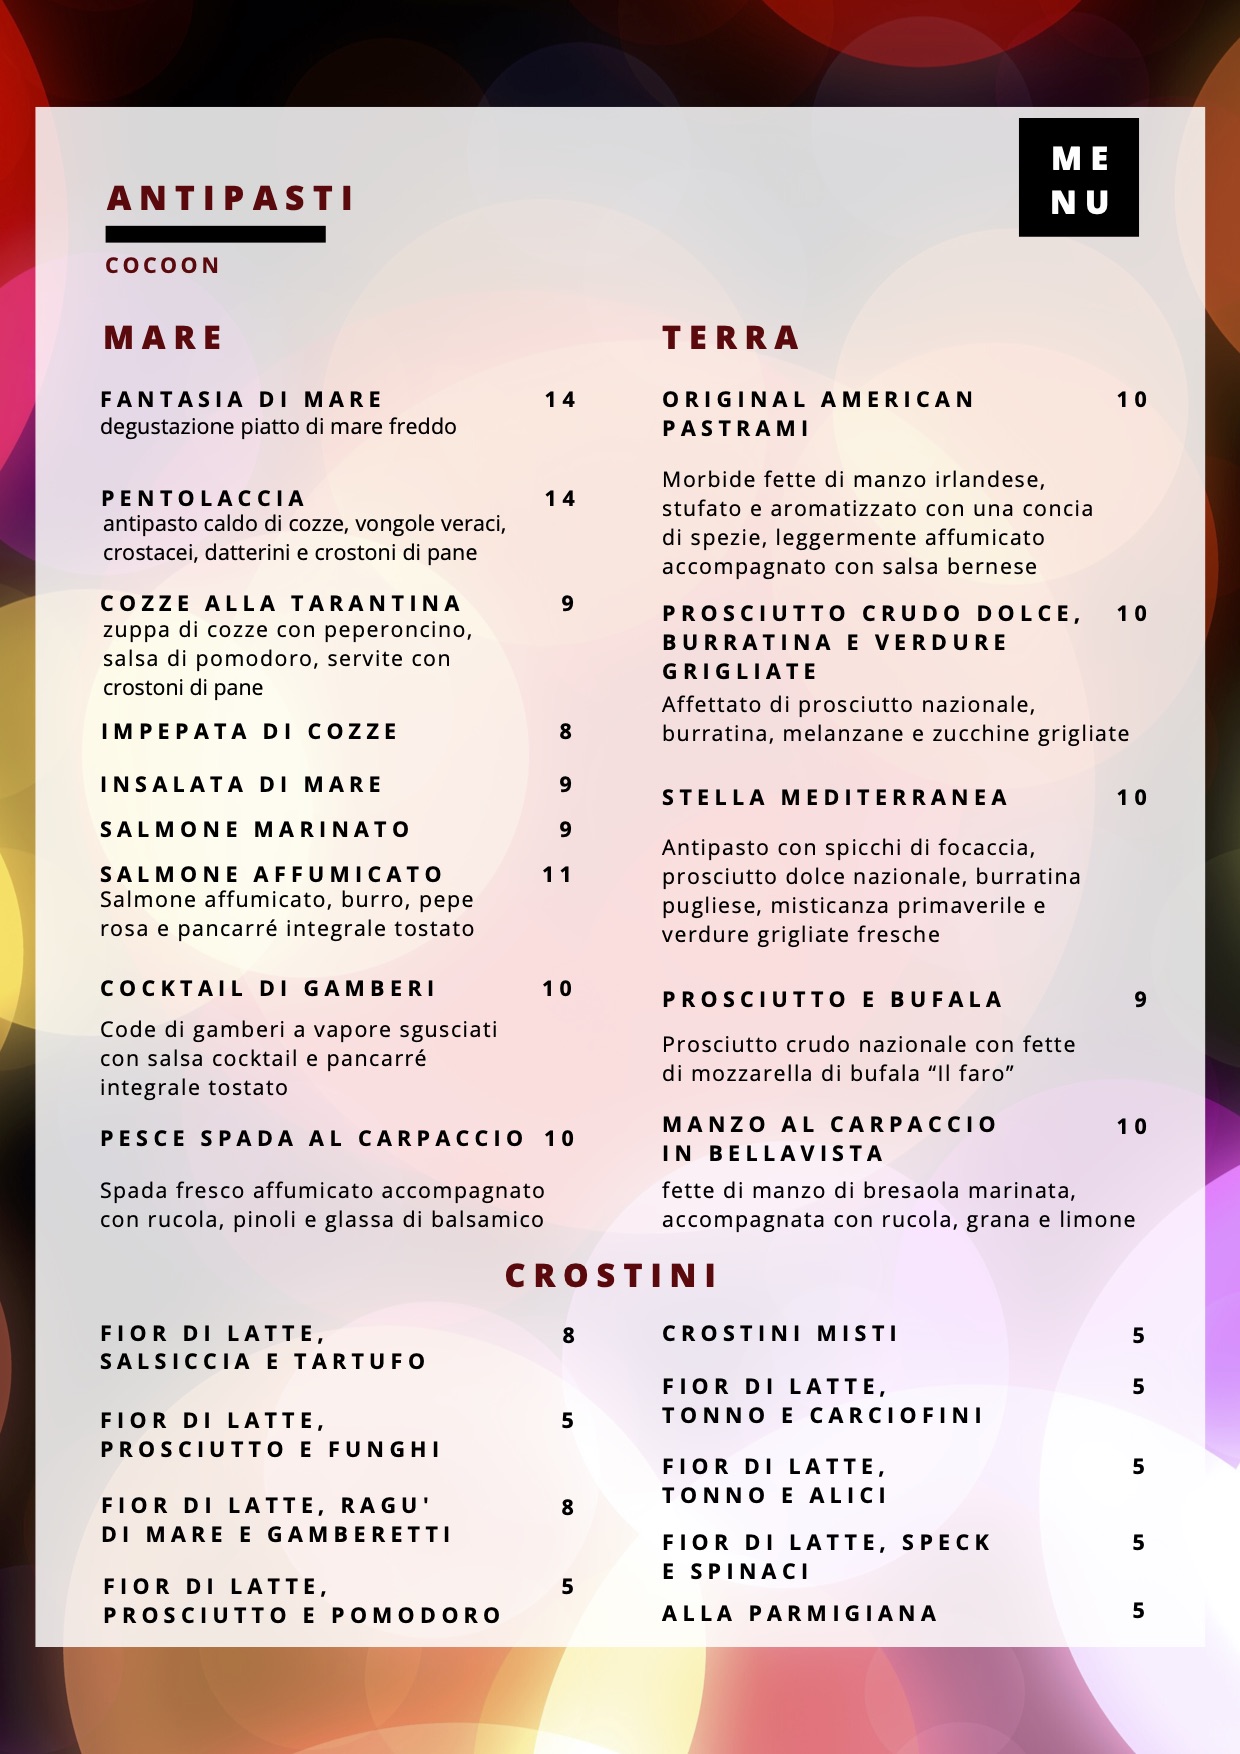 ME
NU
ANTIPASTI
COCOON
MARE
FANTASIA DI MARE 14
degustazione piatto di mare freddo
PENTOLACCIA 14
antipasto caldo di cozze, vongole veraci,
crostacei, datterini e crostoni di pane
COZZE ALLA TARANTINA 9
zuppa di cozze con peperoncino,
salsa di pomodoro, servite con
crostoni di pane
IMPEPATA DI COZZE 8
INSALATA DI MARE 9
SALMONE MARINATO 9
SALMONE AFFUMICATO 11
Salmone affumicato, burro, pepe
rosa e pancarré integrale tostato
COCKTAIL DI GAMBERI 10
Code di gamberi a vapore sgusciati
con salsa cocktail e pancarré
integrale tostato
PESCE SPADA AL CARPACCIO 10
Spada fresco affumicato accompagnato
con rucola, pinoli e glassa di balsamico
TERRA
ORIGINAL AMERICAN 10
PASTRAMI
Morbide fette di manzo irlandese,
stufato e aromatizzato con una concia
di spezie, leggermente affumicato
accompagnato con salsa bernese
PROSCIUTTO CRUDO DOLCE, 10
BURRATINA E VERDURE
GRIGLIATE
Affettato di prosciutto nazionale,
burratina, melanzane e zucchine grigliate
STELLA MEDITERRANEA 10
Antipasto con spicchi di focaccia,
prosciutto dolce nazionale, burratina
pugliese, misticanza primaverile e
verdure grigliate fresche
PROSCIUTTO E BUFALA 9
Prosciutto crudo nazionale con fette
di mozzarella di bufala “Il faro”
MANZO AL CARPACCIO 10
IN BELLAVISTA
fette di manzo di bresaola marinata,
accompagnata con rucola, grana e limone
CROSTINI
FIOR DI LATTE, 8
SALSICCIA E TARTUFO
FIOR DI LATTE, 5
PROSCIUTTO E FUNGHI
FIOR DI LATTE, RAGU' 8
DI MARE E GAMBERETTI
FIOR DI LATTE, 5
PROSCIUTTO E POMODORO
CROSTINI MISTI 5
FIOR DI LATTE, 5
TONNO E CARCIOFINI
FIOR DI LATTE, 5
TONNO E ALICI
FIOR DI LATTE, SPECK 5
E SPINACI
ALLA PARMIGIANA 5